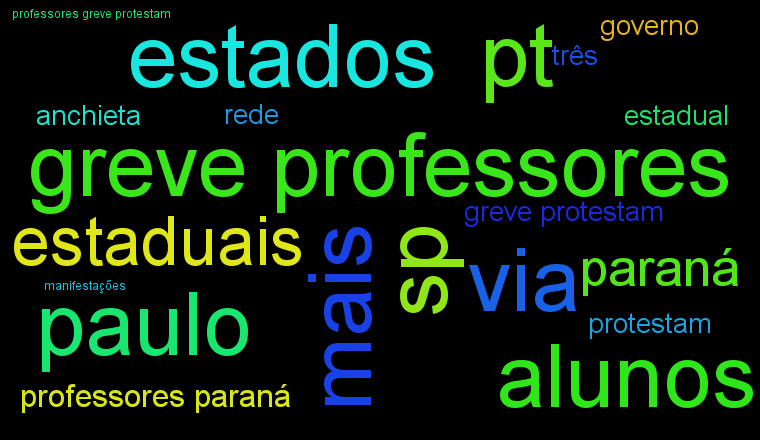 professores greve protestam
governo
estados
pt
três
anchieta
rede
estadual
greve professores
greve protestam
estaduais
mais
sp
via
paraná
manifestações
paulo
protestam
alunos
professores paraná